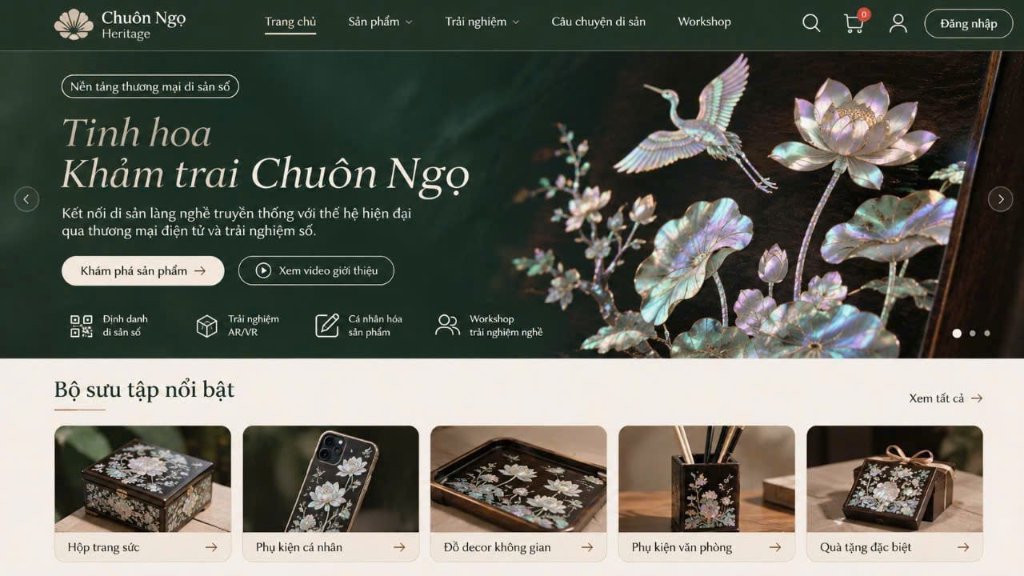 Chuôn Ngọ
Heritage
Trang chủ
Sản phẩm
Trải nghiệm
Câu chuyện di sản
Workshop
0
Đăng nhập
Nền tảng thương mại di sản số
Tinh hoa
Khảm trai Chuôn Ngọ
Kết nối di sản làng nghề truyền thống với thế hệ hiện đại
qua thương mại điện tử và trải nghiệm số.
Khám phá sản phẩm →
Xem video giới thiệu
Định danh
di sản số
Trải nghiệm
AR/VR
Cá nhân hóa
sản phẩm
Workshop
trải nghiệm nghề
Bộ sưu tập nổi bật
Xem tất cả →
Hộp trang sức →
Phụ kiện cá nhân →
Đồ decor không gian →
Phụ kiện văn phòng →
Quà tặng đặc biệt →